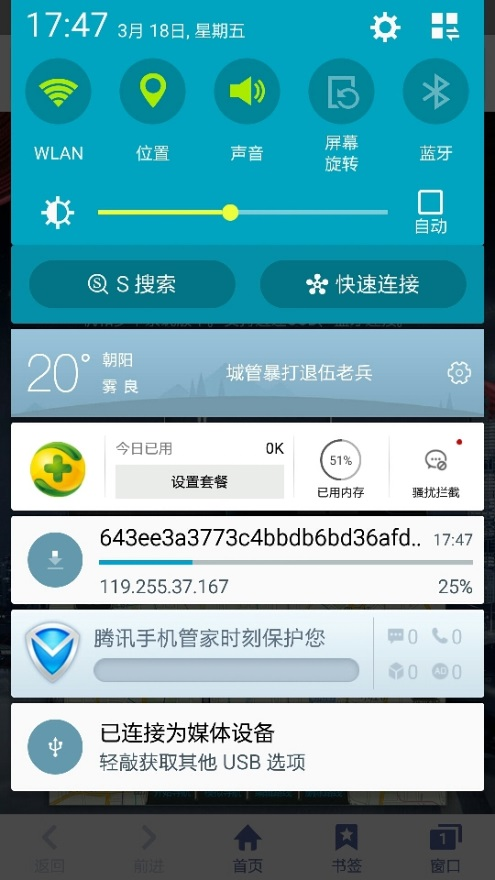 17:47 3月 18日, 星期五
WLAN 位置 声音 屏幕 旋转 蓝牙
自动
S 搜索 快速连接
20° 朝阳 雾 良 城管暴打退伍老兵
今日已用 0K
设置套餐
51%
已用内存
骚扰拦截
643ee3a3773c4bbdb6bd36afd.. 17:47
119.255.37.167 25%
腾讯手机管家时刻保护您
0 0
0 AD 0
已连接为媒体设备
轻敲获取其他 USB 选项
返回 前进 首页 书签 1 窗口